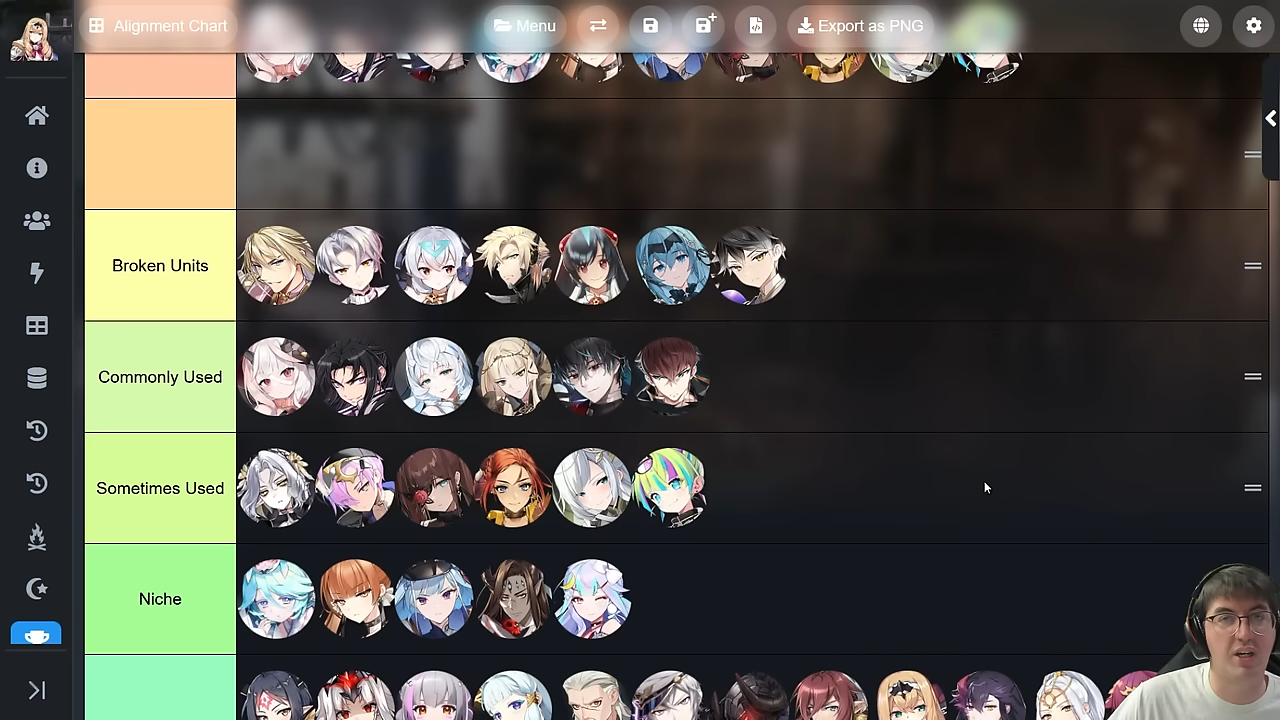 Alignment Chart
Menu
Export as PNG
Broken Units
Commonly Used
Sometimes Used
Niche